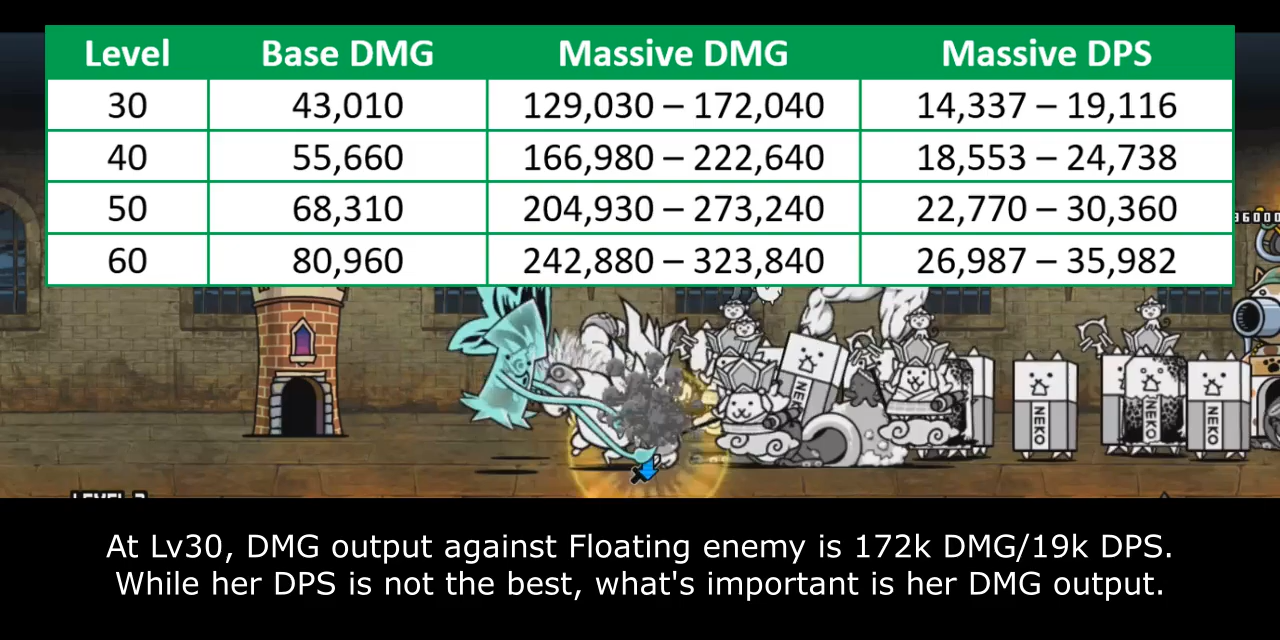 Level Base DMG Massive DMG Massive DPS
30 43,010 129,030 – 172,040 14,337 – 19,116
40 55,660 166,980 – 222,640 18,553 – 24,738
50 68,310 204,930 – 273,240 22,770 – 30,360
60 80,960 242,880 – 323,840 26,987 – 35,982
36000
NEKO
NEKO
NEKO
NEKO
At Lv30, DMG output against Floating enemy is 172k DMG/19k DPS.
While her DPS is not the best, what's important is her DMG output.